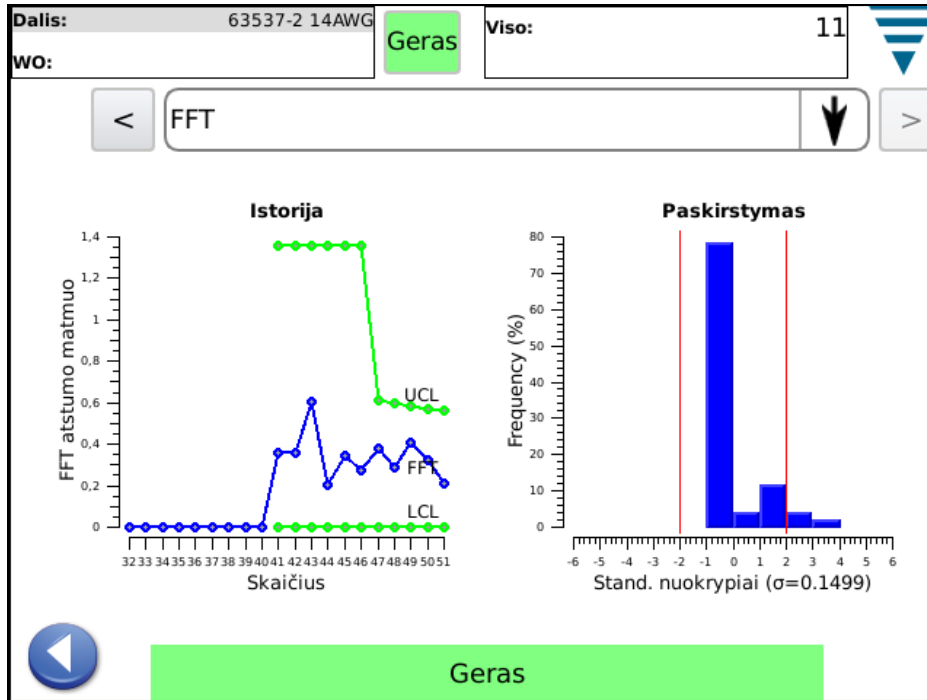 Dalis: 63537-2 14AWG
WO:
Geras
Viso: 11
<
FFT
>
Istorija
1,4
1,2
1
0,8
0,6
0,4
0,2
0
FFT atstumo matmuo
UCL
FFT
LCL
32 33 34 35 36 37 38 39 40 41 42 43 44 45 46 47 48 49 50 51
Skaičius
Paskirstymas
80
70
60
50
40
30
20
10
0
Frequency (%)
-6 -5 -4 -3 -2 -1 0 1 2 3 4 5 6
Stand. nuokrypiai (σ=0.1499)
Geras